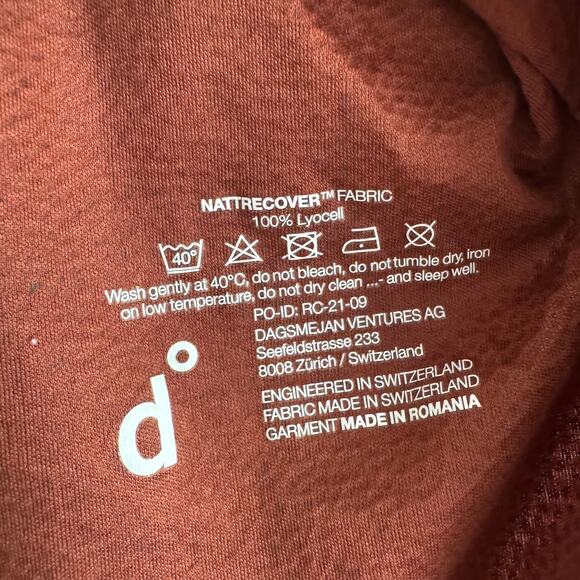 NATTRECOVER™ FABRIC
100% Lyocell
40°
Wash gently at 40°C, do not bleach, do not tumble dry, iron
on low temperature, do not dry clean ...- and sleep well.
PO-ID: RC-21-09
DAGSMEJAN VENTURES AG
Seefeldstrasse 233
8008 Zürich / Switzerland
d°
ENGINEERED IN SWITZERLAND
FABRIC MADE IN SWITZERLAND
GARMENT MADE IN ROMANIA